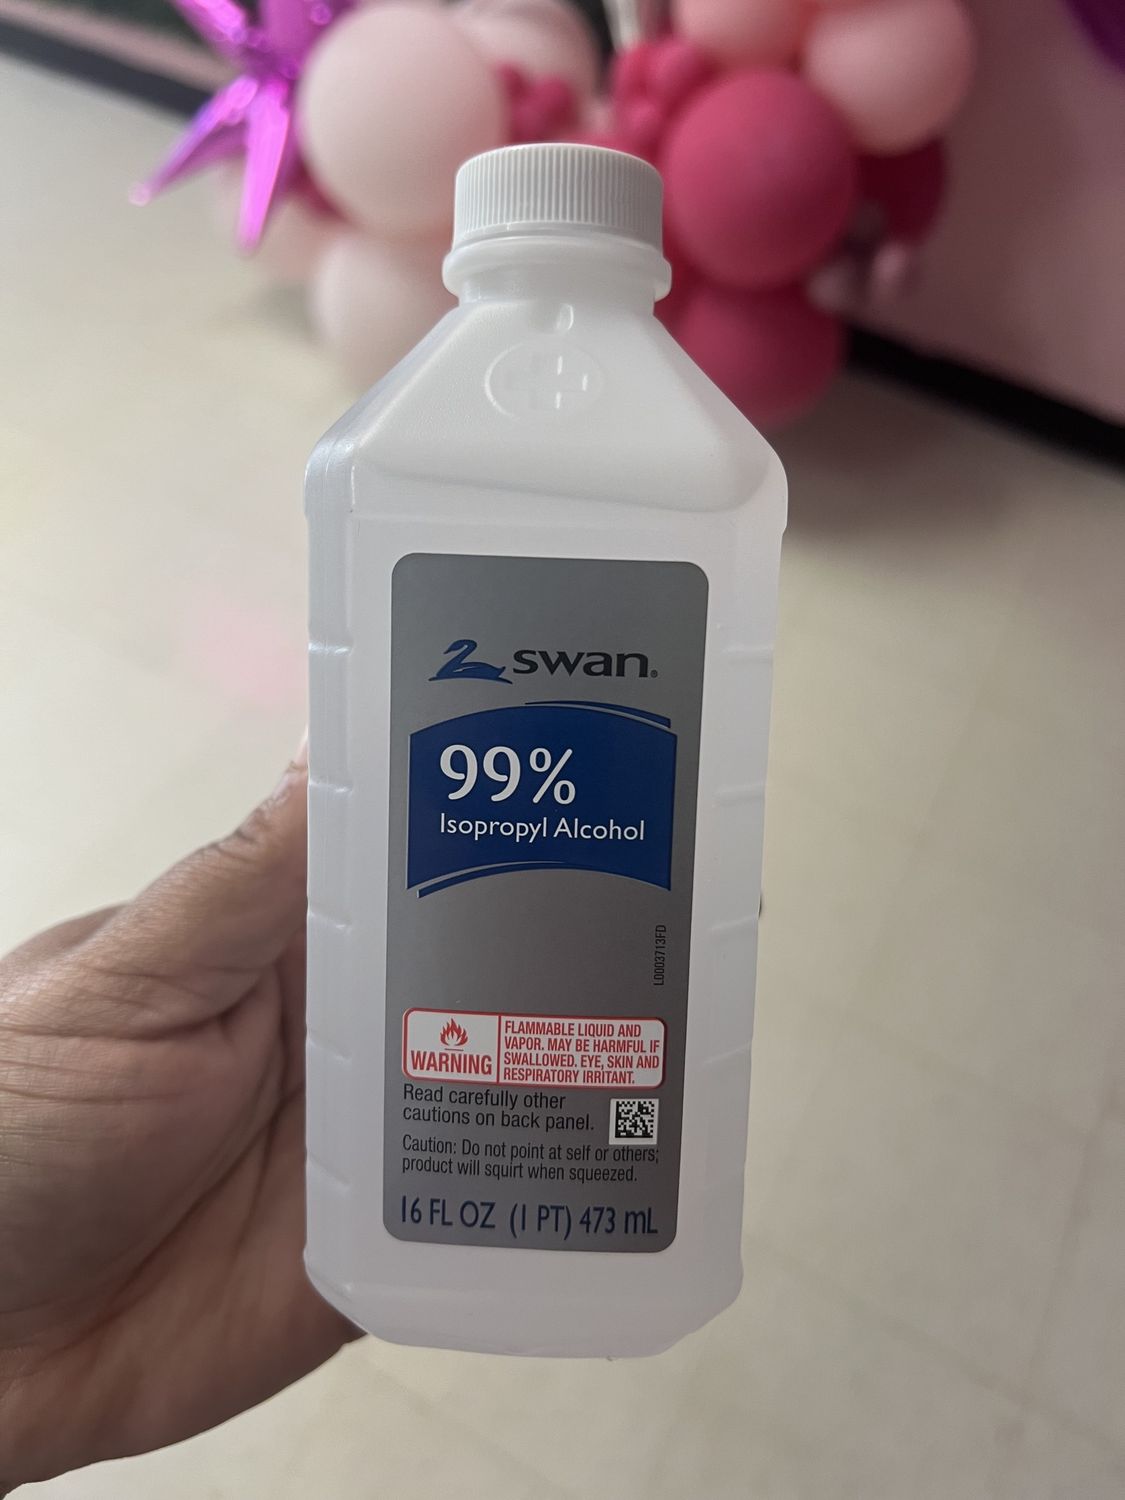 swan®
99%
Isopropyl Alcohol
L0003713FD
WARNING
FLAMMABLE LIQUID AND
VAPOR. MAY BE HARMFUL IF
SWALLOWED. EYE, SKIN AND
RESPIRATORY IRRITANT.
Read carefully other
cautions on back panel.
Caution: Do not point at self or others;
product will squirt when squeezed.
16 FL OZ (1 PT) 473 mL